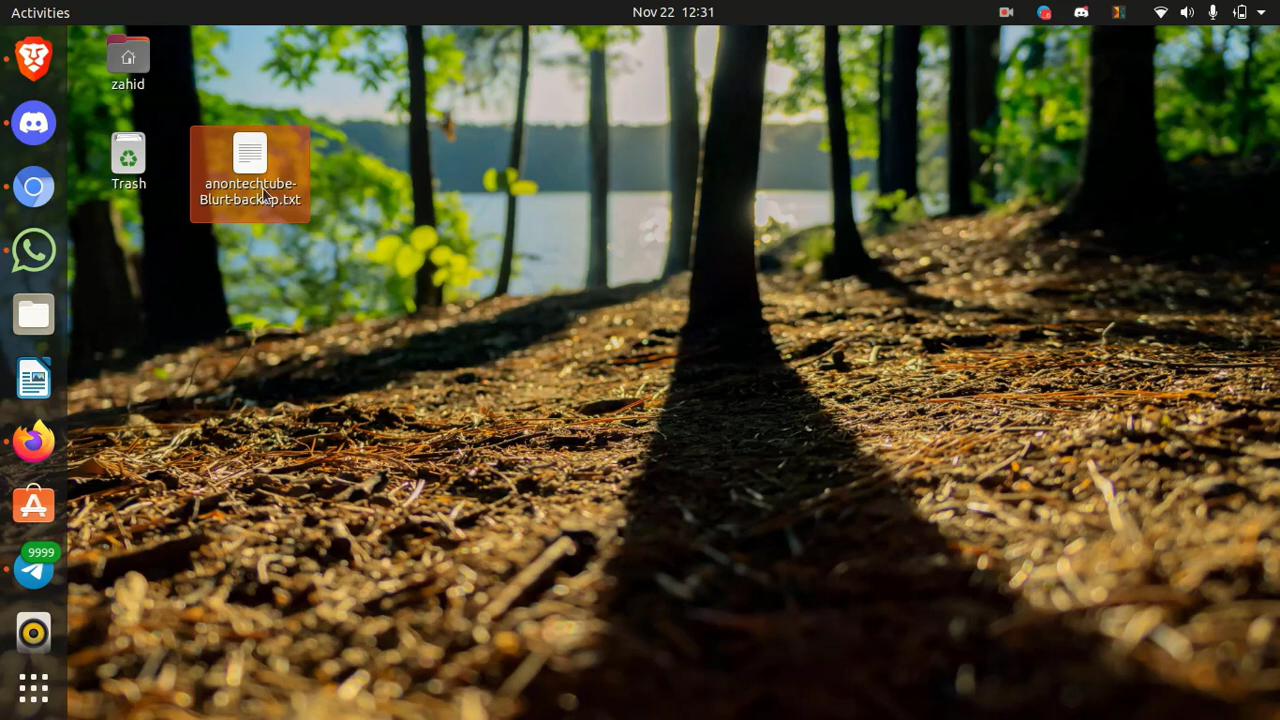 Activities
Nov 22 12:31
zahid
Trash
anontechtube-
Blurt-backup.txt
9999